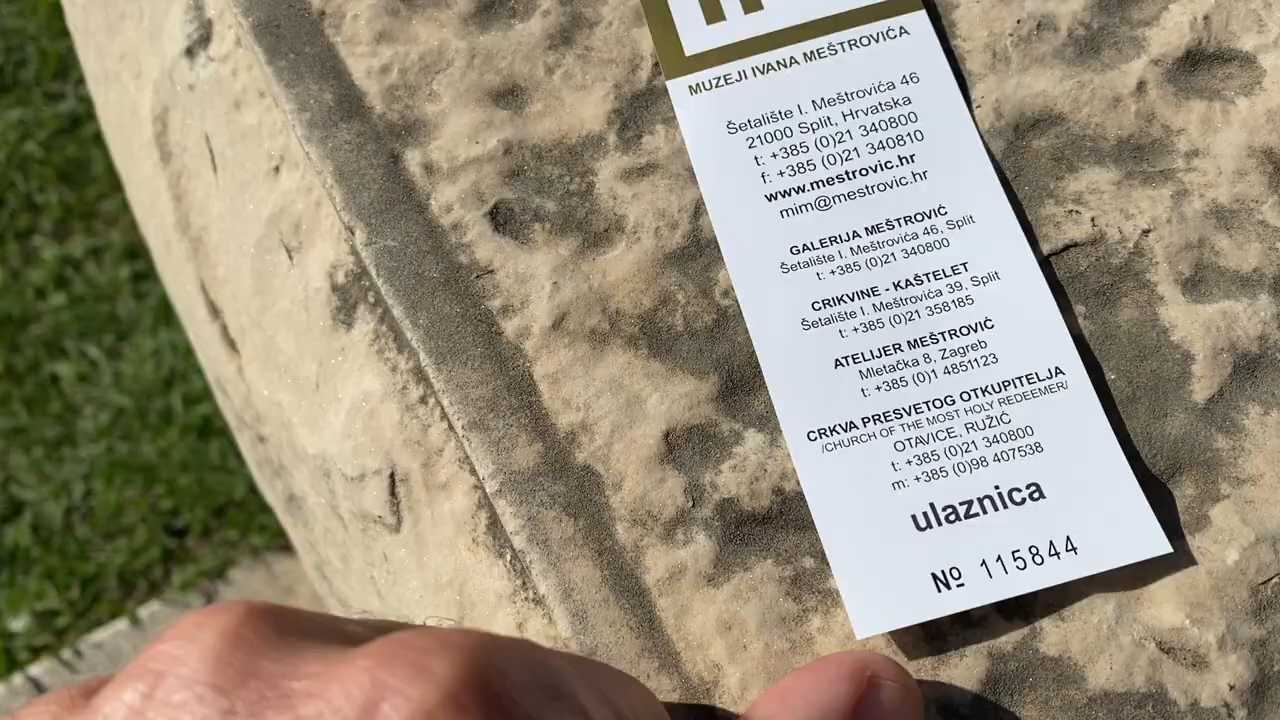 MUZEJI IVANA MEŠTROVIĆA
Šetalište I. Meštrovića 46
21000 Split, Hrvatska
t: +385 (0)21 340800
f: +385 (0)21 340810
www.mestrovic.hr
mim@mestrovic.hr
GALERIJA MEŠTROVIĆ
Šetalište I. Meštrovića 46, Split
t: +385 (0)21 340800
CRIKVINE - KAŠTELET
Šetalište I. Meštrovića 39, Split
t: +385 (0)21 358185
ATELIJER MEŠTROVIĆ
Mletačka 8, Zagreb
t: +385 (0)1 4851123
CRKVA PRESVETOG OTKUPITELJA
/CHURCH OF THE MOST HOLY REDEEMER/
OTAVICE, RUŽIĆ
t: +385 (0)21 340800
m: +385 (0)98 407538
ulaznica
Nº 115844